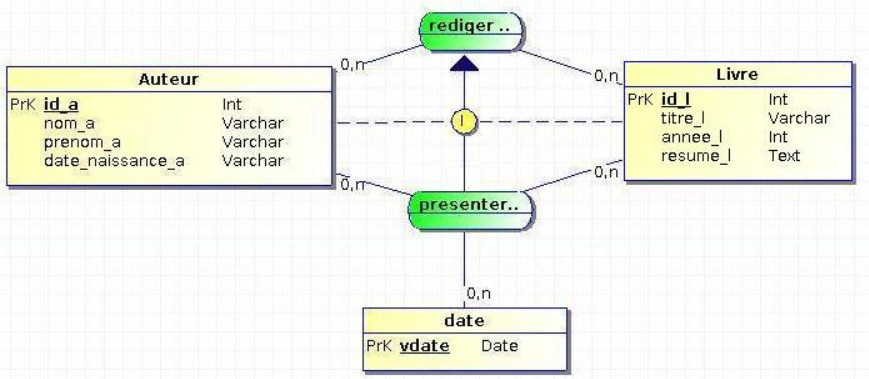 rediger ..
0,n
0,n
Auteur
PrK id_a Int
nom_a Varchar
prenom_a Varchar
date_naissance_a Varchar
I
Livre
PrK id_l Int
titre_l Varchar
annee_l Int
resume_l Text
0,n
0,n
presenter..
0,n
date
PrK vdate Date